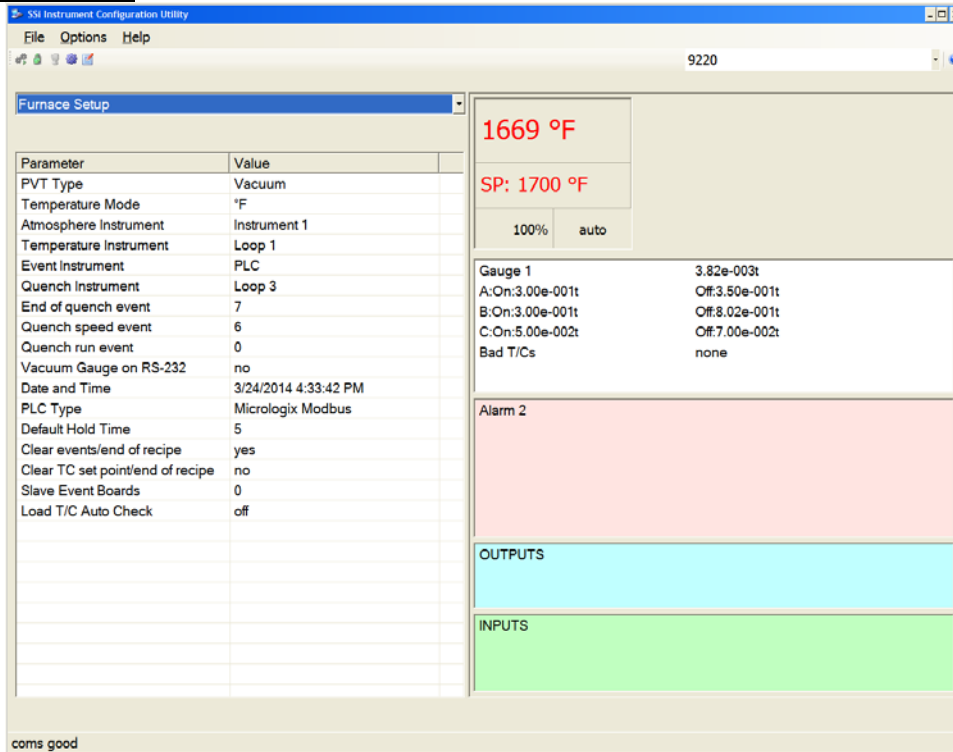 SSi Instrument Configuration Utility
File Options Help
9220
Furnace Setup
Parameter Value
PVT Type Vacuum
Temperature Mode °F
Atmosphere Instrument Instrument 1
Temperature Instrument Loop 1
Event Instrument PLC
Quench Instrument Loop 3
End of quench event 7
Quench speed event 6
Quench run event 0
Vacuum Gauge on RS-232 no
Date and Time 3/24/2014 4:33:42 PM
PLC Type Micrologix Modbus
Default Hold Time 5
Clear events/end of recipe yes
Clear TC set point/end of recipe no
Slave Event Boards 0
Load T/C Auto Check off
1669 °F
SP: 1700 °F
100% auto
Gauge 1 3.82e-003t
A:On:3.00e-001t Off:3.50e-001t
B:On:3.00e-001t Off:8.02e-001t
C:On:5.00e-002t Off:7.00e-002t
Bad T/Cs none
Alarm 2
OUTPUTS
INPUTS
coms good